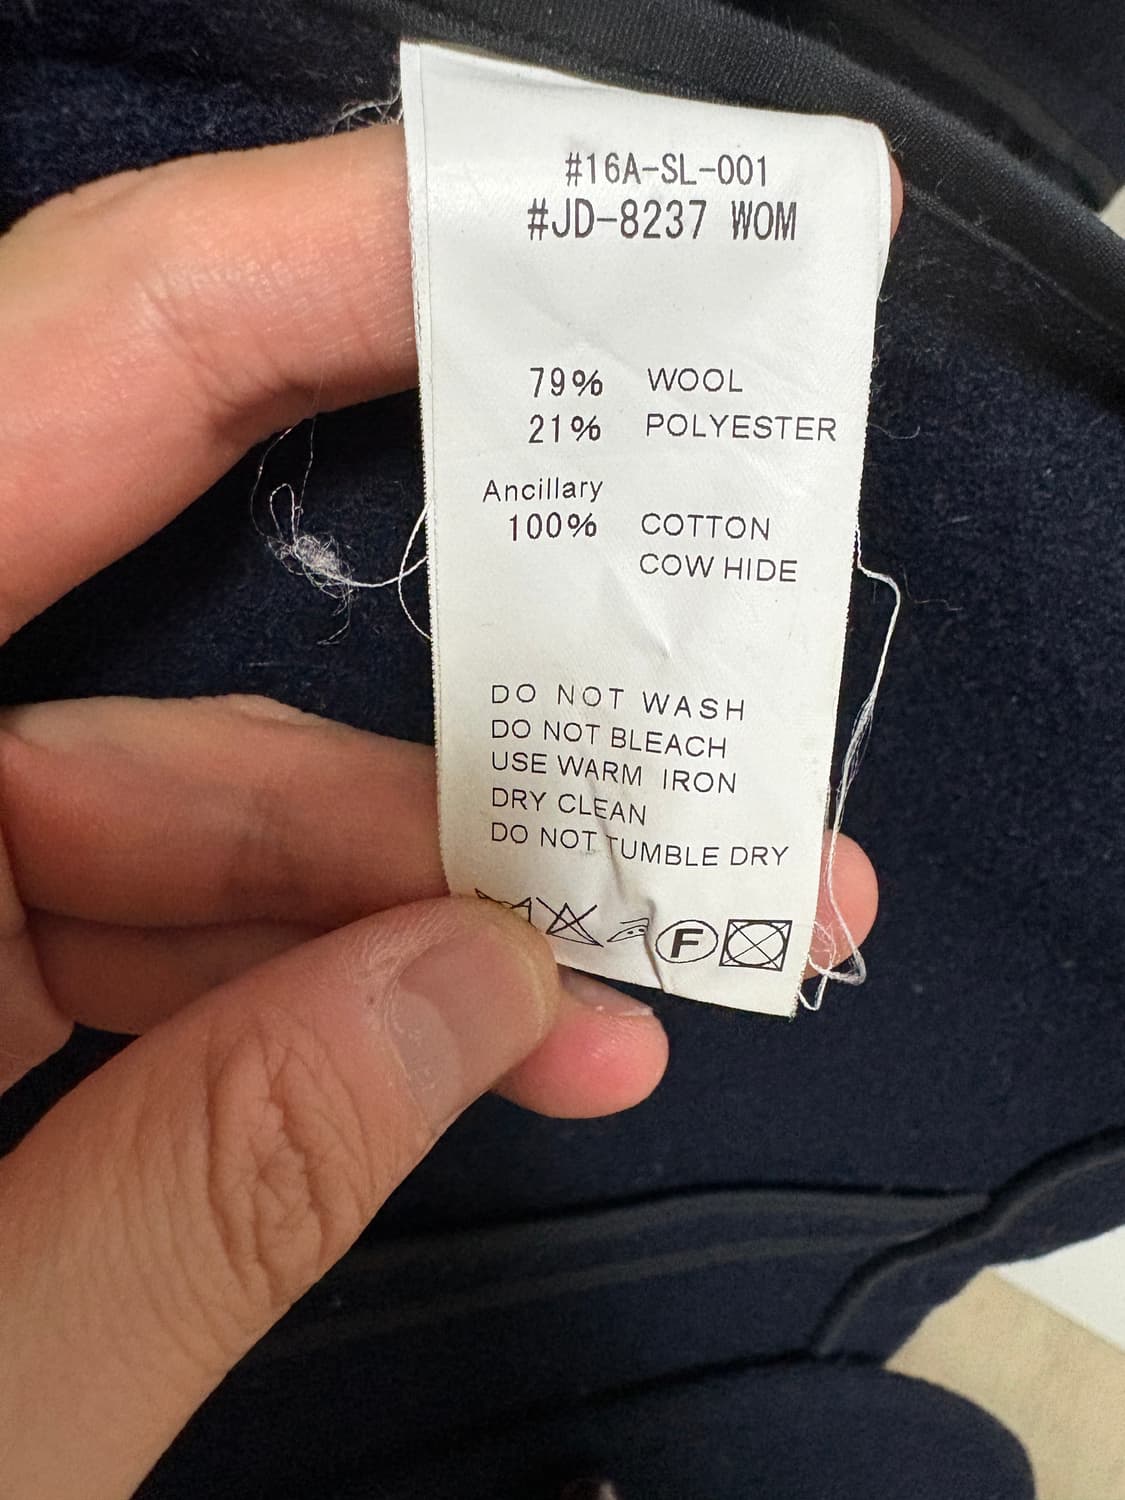 #16A-SL-001
#JD-8237 WOM
79% WOOL
21% POLYESTER
Ancillary
100% COTTON
COW HIDE
DO NOT WASH
DO NOT BLEACH
USE WARM IRON
DRY CLEAN
DO NOT TUMBLE DRY
F